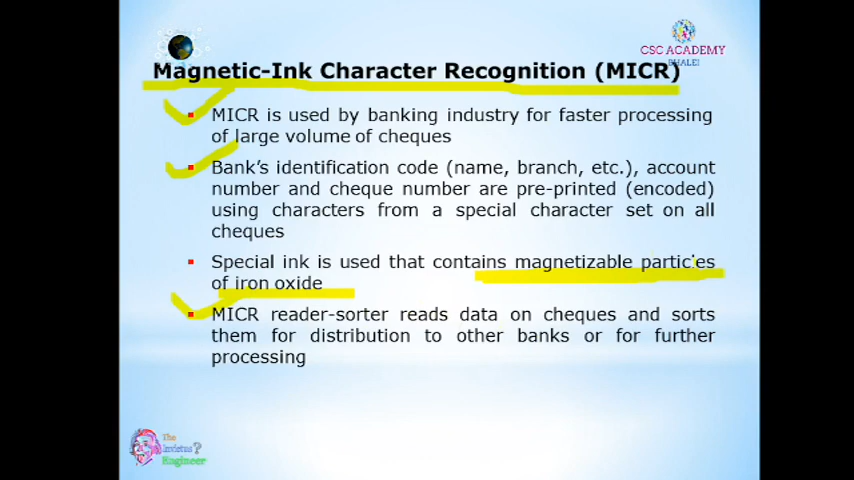 CSC ACADEMY
BHALEI
Magnetic-Ink Character Recognition (MICR)
MICR is used by banking industry for faster processing
of large volume of cheques
Bank's identification code (name, branch, etc.), account
number and cheque number are pre-printed (encoded)
using characters from a special character set on all
cheques
Special ink is used that contains magnetizable particles
of iron oxide
MICR reader-sorter reads data on cheques and sorts
them for distribution to other banks or for further
processing
The
?
Engineer